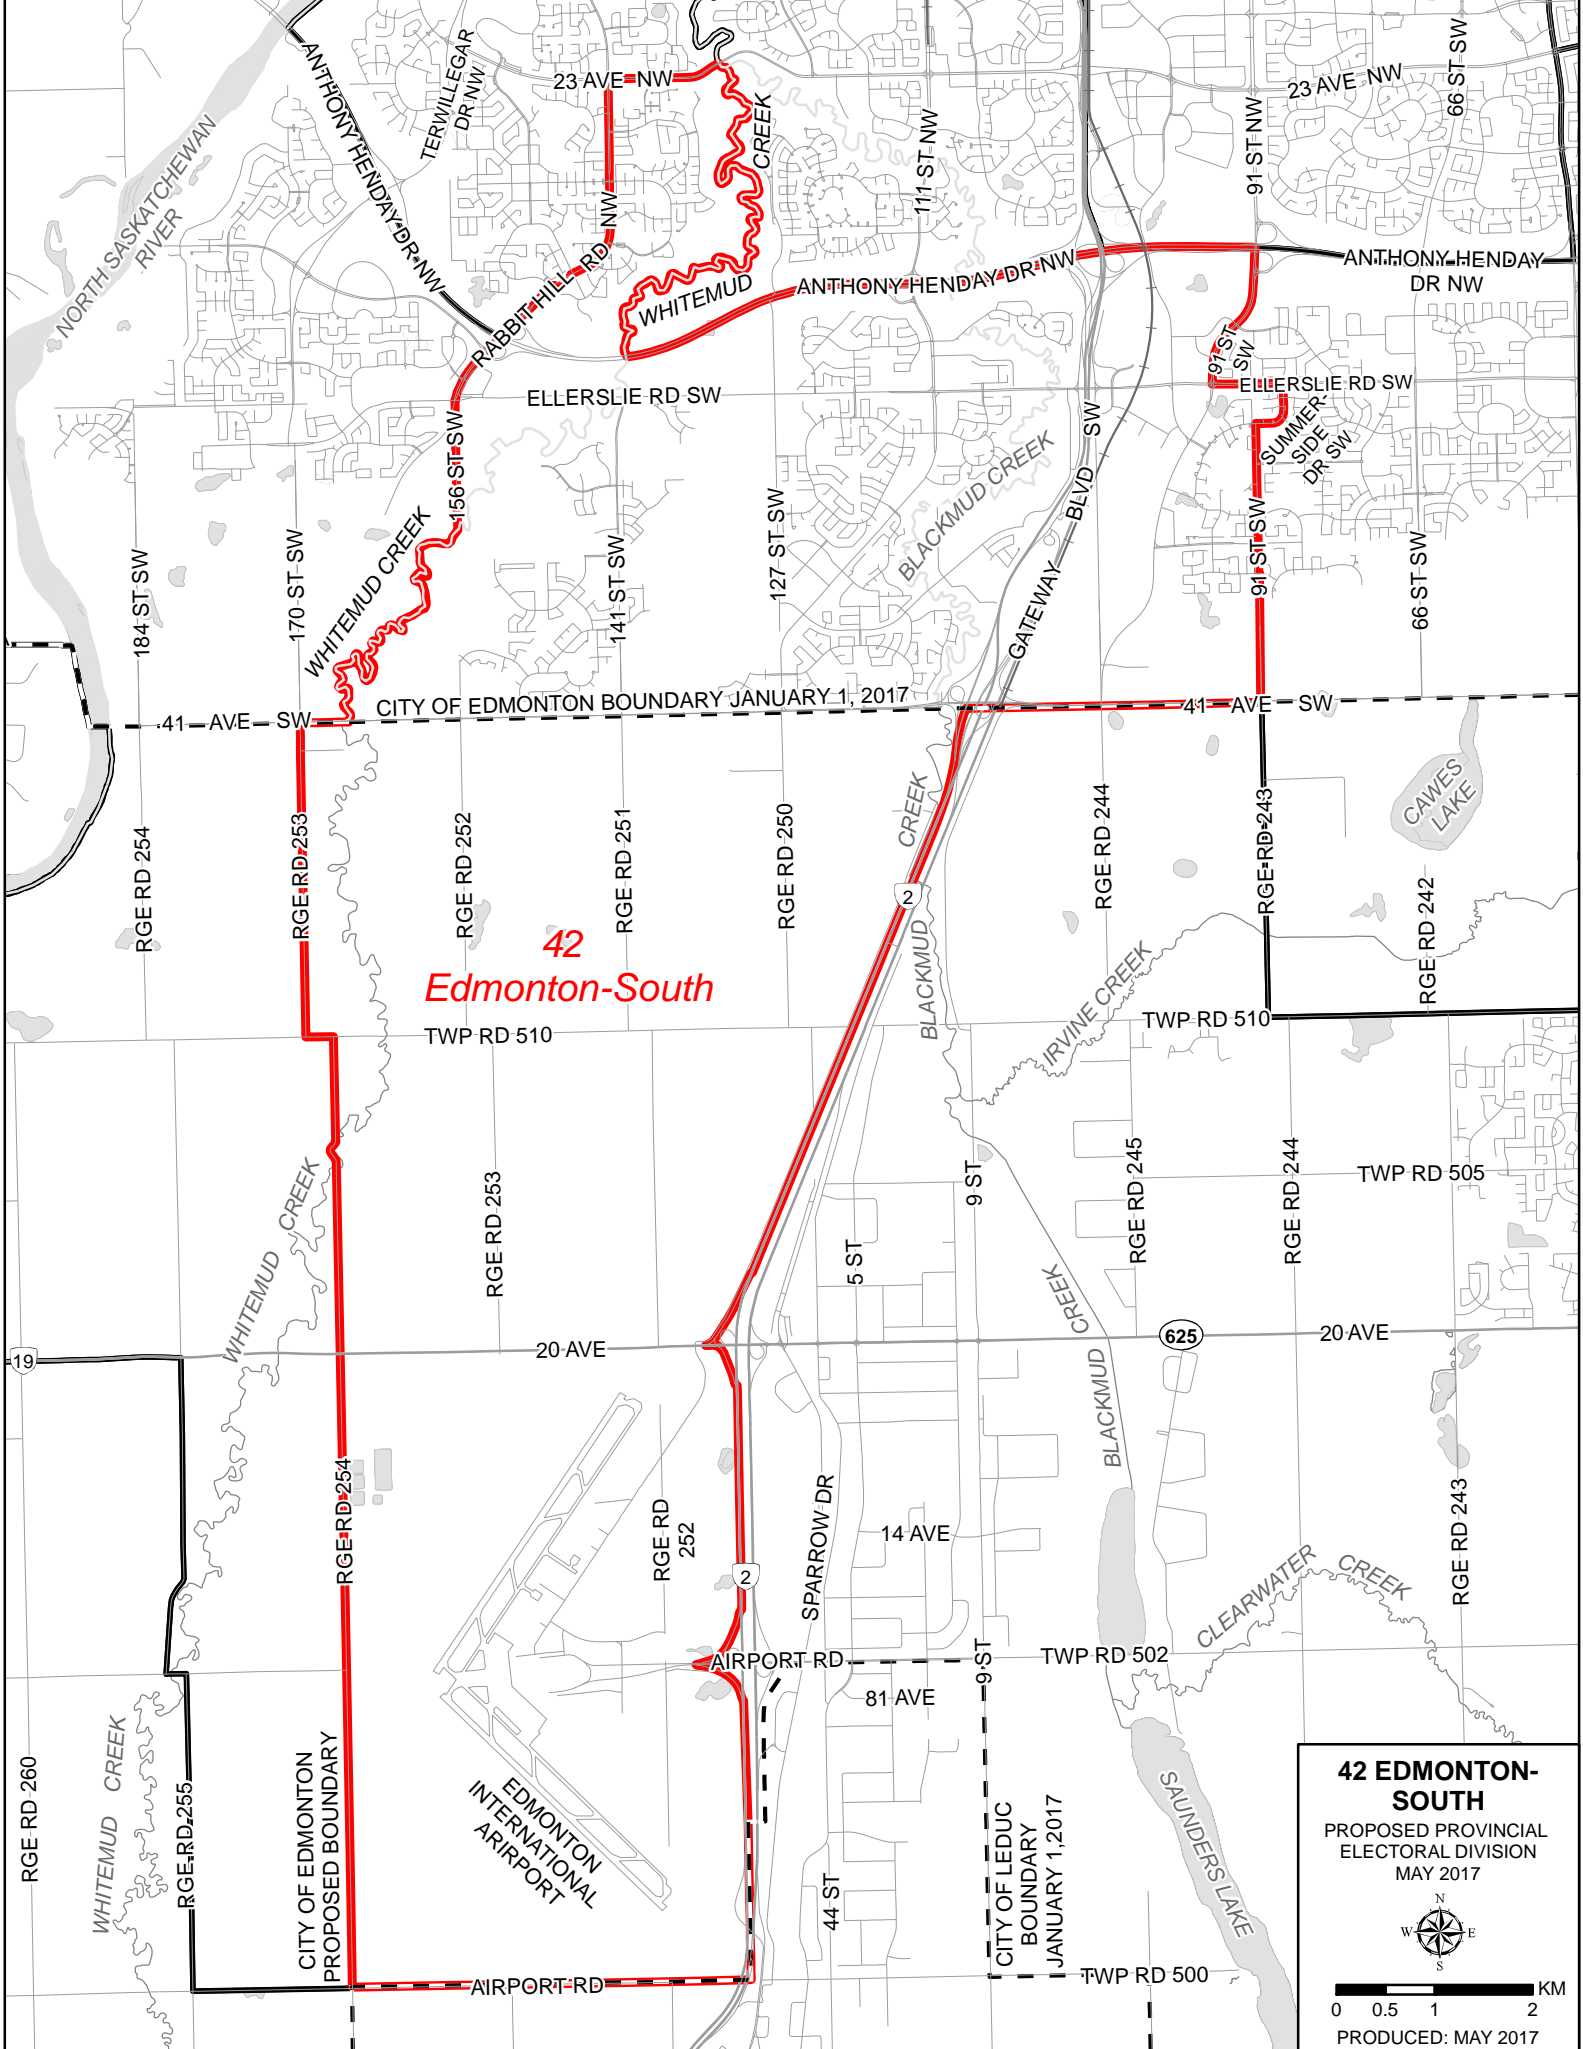 ANTHONY HENDAY DR NW
TERWILLEGAR
DR NW
23 AVE NW
CREEK
111 ST NW
91 ST NW
23 AVE NW
66 ST SW
NORTH SASKATCHEWAN
RIVER
RABBIT HILL RD NW
WHITEMUD
ANTHONY HENDAY DR NW
ANTHONY HENDAY
DR NW
91 ST
SW
ELLERSLIE RD SW
ELLERSLIE RD SW
SUMMER-
SIDE
DR SW
156 ST SW
WHITEMUD CREEK
184 ST SW
170 ST SW
141 ST SW
127 ST SW
BLACKMUD CREEK
GATEWAY BLVD SW
91 ST SW
66 ST SW
41 AVE SW
CITY OF EDMONTON BOUNDARY JANUARY 1, 2017
41 AVE SW
RGE RD 254
RGE RD 253
RGE RD 252
RGE RD 251
RGE RD 250
CREEK
2
BLACKMUD
RGE RD 244
RGE RD 243
CAWES
LAKE
RGE RD 242
42
Edmonton-South
TWP RD 510
IRVINE CREEK
TWP RD 510
WHITEMUD CREEK
RGE RD 253
5 ST
9 ST
RGE RD 245
RGE RD 244
TWP RD 505
19
20 AVE
BLACKMUD CREEK
625
20 AVE
RGE RD 254
RGE RD
252
2
SPARROW DR
14 AVE
RGE RD 243
CLEARWATER CREEK
AIRPORT RD
9 ST
TWP RD 502
81 AVE
RGE RD 260
WHITEMUD CREEK
RGE RD 255
CITY OF EDMONTON
PROPOSED BOUNDARY
EDMONTON
INTERNATIONAL
ARIRPORT
44 ST
CITY OF LEDUC
BOUNDARY
JANUARY 1,2017
SAUNDERS LAKE
AIRPORT RD
TWP RD 500
42 EDMONTON-
SOUTH
PROPOSED PROVINCIAL
ELECTORAL DIVISION
MAY 2017
N
W E
S
KM
0 0.5 1 2
PRODUCED: MAY 2017